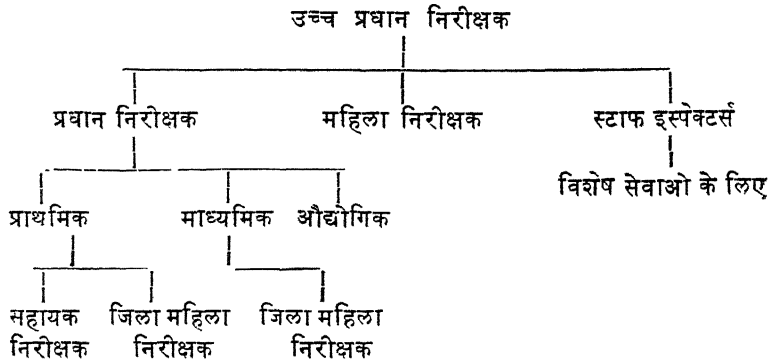 उच्च प्रधान निरीक्षक
प्रधान निरीक्षक महिला निरीक्षक स्टाफ इस्पेक्टर्स
विशेष सेवाओ के लिए
प्राथमिक माध्यमिक औद्योगिक
सहायक जिला महिला जिला महिला
निरीक्षक निरीक्षक निरीक्षक